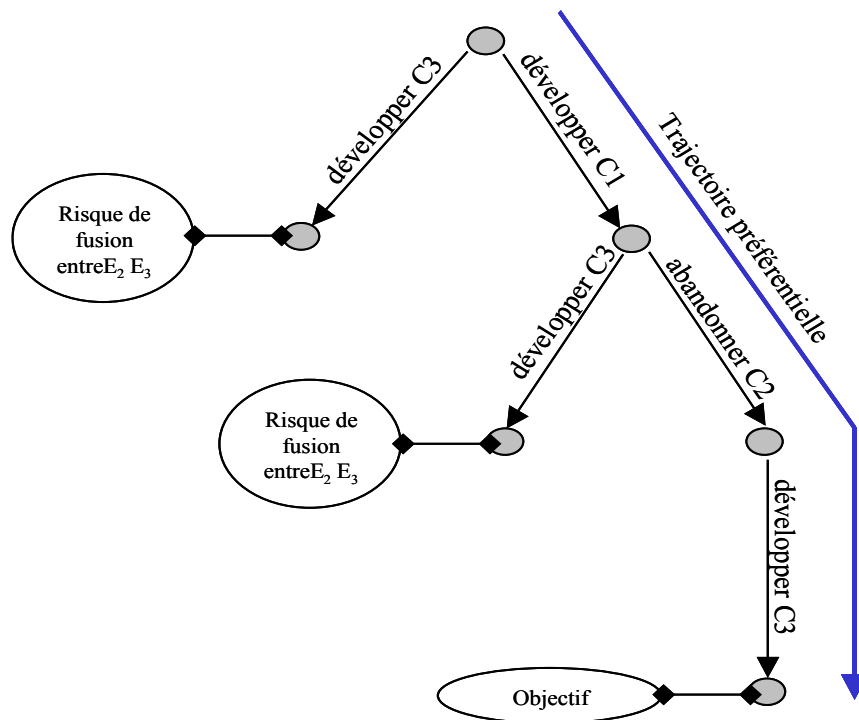 développer C3
développer C1
Trajectoire préférentielle
Risque de
fusion
entreE₂ E₃
développer C3
abandonner C2
Risque de
fusion
entreE₂ E₃
développer C3
Objectif